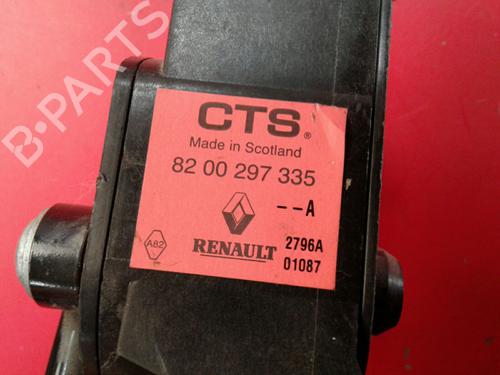 CTS®
Made in Scotland
82 00 297 335
--A
A82
RENAULT
2796A
01087
B-PARTS